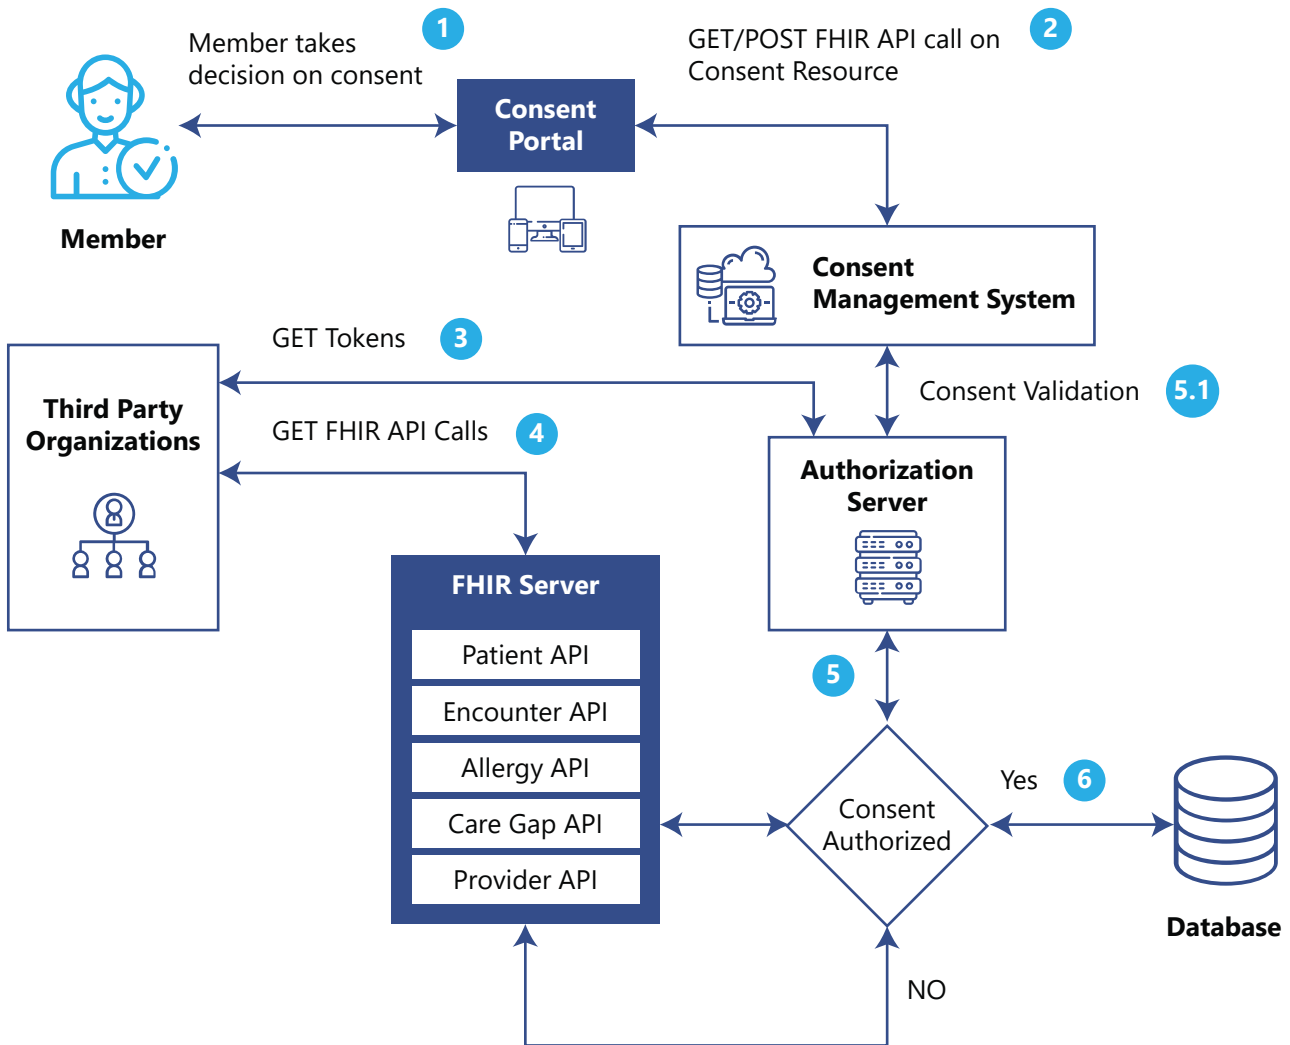 Member takes
decision on consent
1
GET/POST FHIR API call on
Consent Resource
2
Consent
Portal
Member
Consent
Management System
GET Tokens
3
Third Party
Organizations
Consent Validation
5.1
GET FHIR API Calls
4
Authorization
Server
FHIR Server
Patient API
Encounter API
Allergy API
Care Gap API
Provider API
5
Consent
Authorized
Yes
6
Database
NO